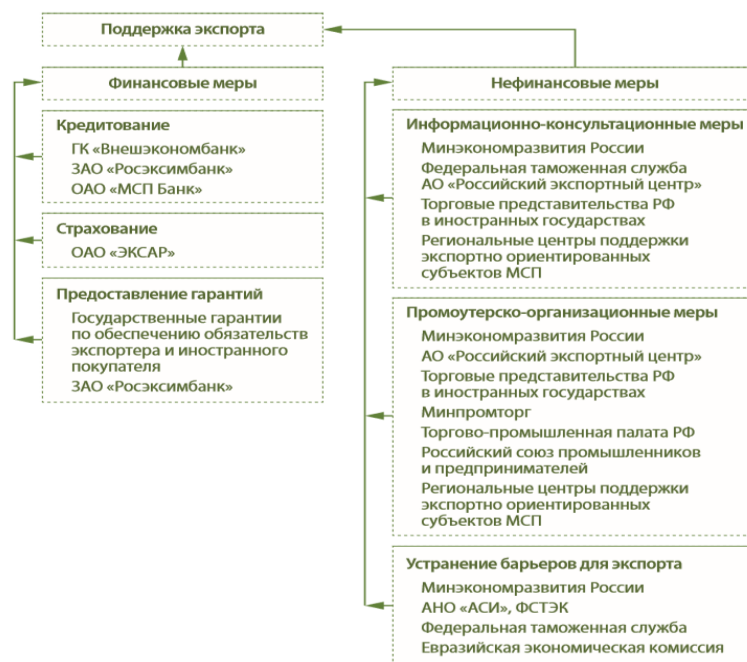 Поддержка экспорта
Финансовые меры
Кредитование
ГК «Внешэкономбанк»
ЗАО «Росэксимбанк»
ОАО «МСП Банк»
Страхование
ОАО «ЭКСАР»
Предоставление гарантий
Государственные гарантии
по обеспечению обязательств
экспортера и иностранного
покупателя
ЗАО «Росэксимбанк»
Нефинансовые меры
Информационно-консультационные меры
Минэкономразвития России
Федеральная таможенная служба
АО «Российский экспортный центр»
Торговые представительства РФ
в иностранных государствах
Региональные центры поддержки
экспортно ориентированных
субъектов МСП
Промоутерско-организационные меры
Минэкономразвития России
АО «Российский экспортный центр»
Торговые представительства РФ
в иностранных государствах
Минпромторг
Торгово-промышленная палата РФ
Российский союз промышленников
и предпринимателей
Региональные центры поддержки
экспортно ориентированных
субъектов МСП
Устранение барьеров для экспорта
Минэкономразвития России
АНО «АСИ», ФСТЭК
Федеральная таможенная служба
Евразийская экономическая комиссия